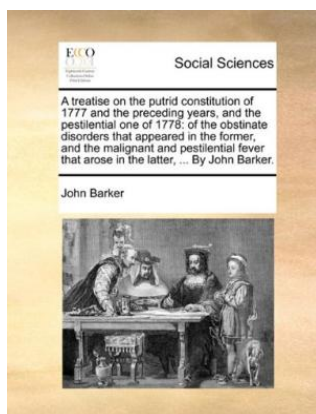 ECCO
Social Sciences
A treatise on the putrid constitution of
1777 and the preceding years, and the
pestilential one of 1778: of the obstinate
disorders that appeared in the former,
and the malignant and pestilential fever
that arose in the latter, ... By John Barker.
John Barker